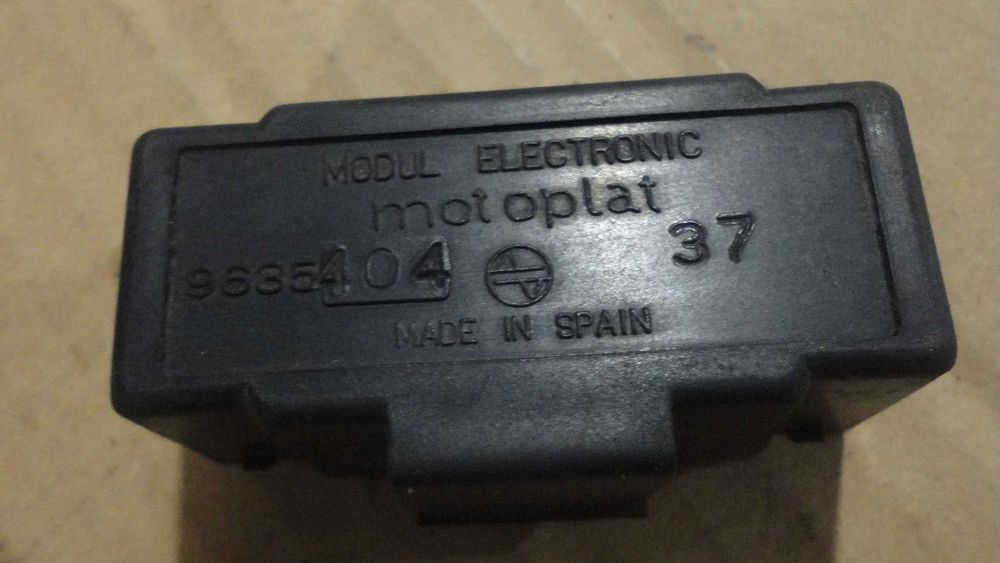 MODUL ELECTRONIC
motoplat
9635404 37
MADE IN SPAIN